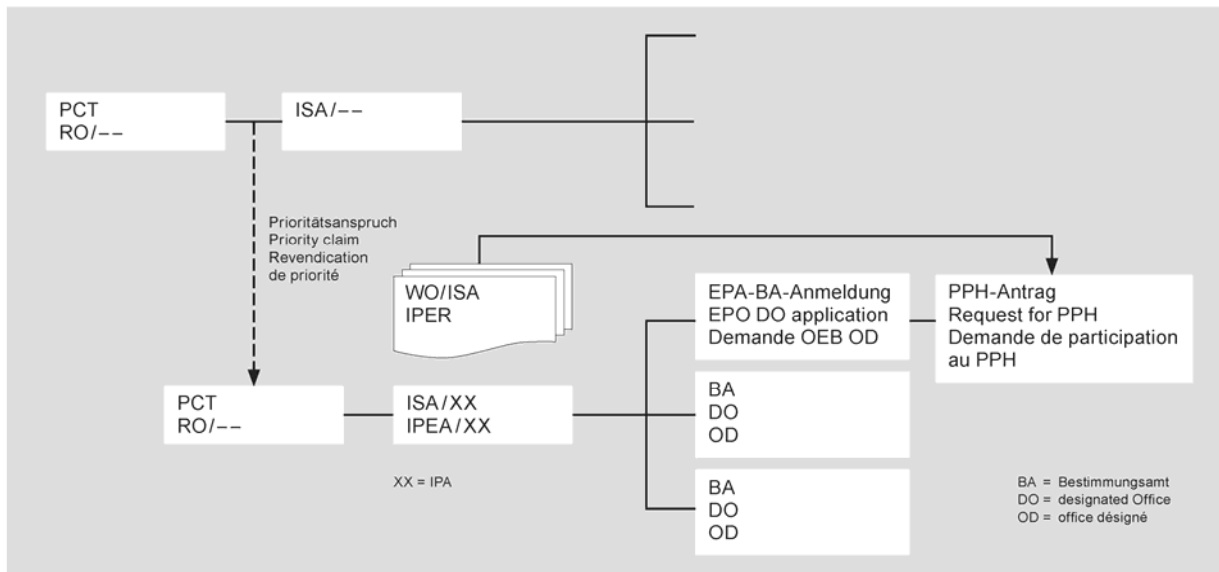 PCT
RO/--
ISA/--
Prioritätsanspruch
Priority claim
Revendication
de priorité
WO/ISA
IPER
EPA-BA-Anmeldung
EPO DO application
Demande OEB OD
PPH-Antrag
Request for PPH
Demande de participation
au PPH
PCT
RO/--
ISA/XX
IPEA/XX
BA
DO
OD
XX = IPA
BA
DO
OD
BA = Bestimmungsamt
DO = designated Office
OD = office désigné